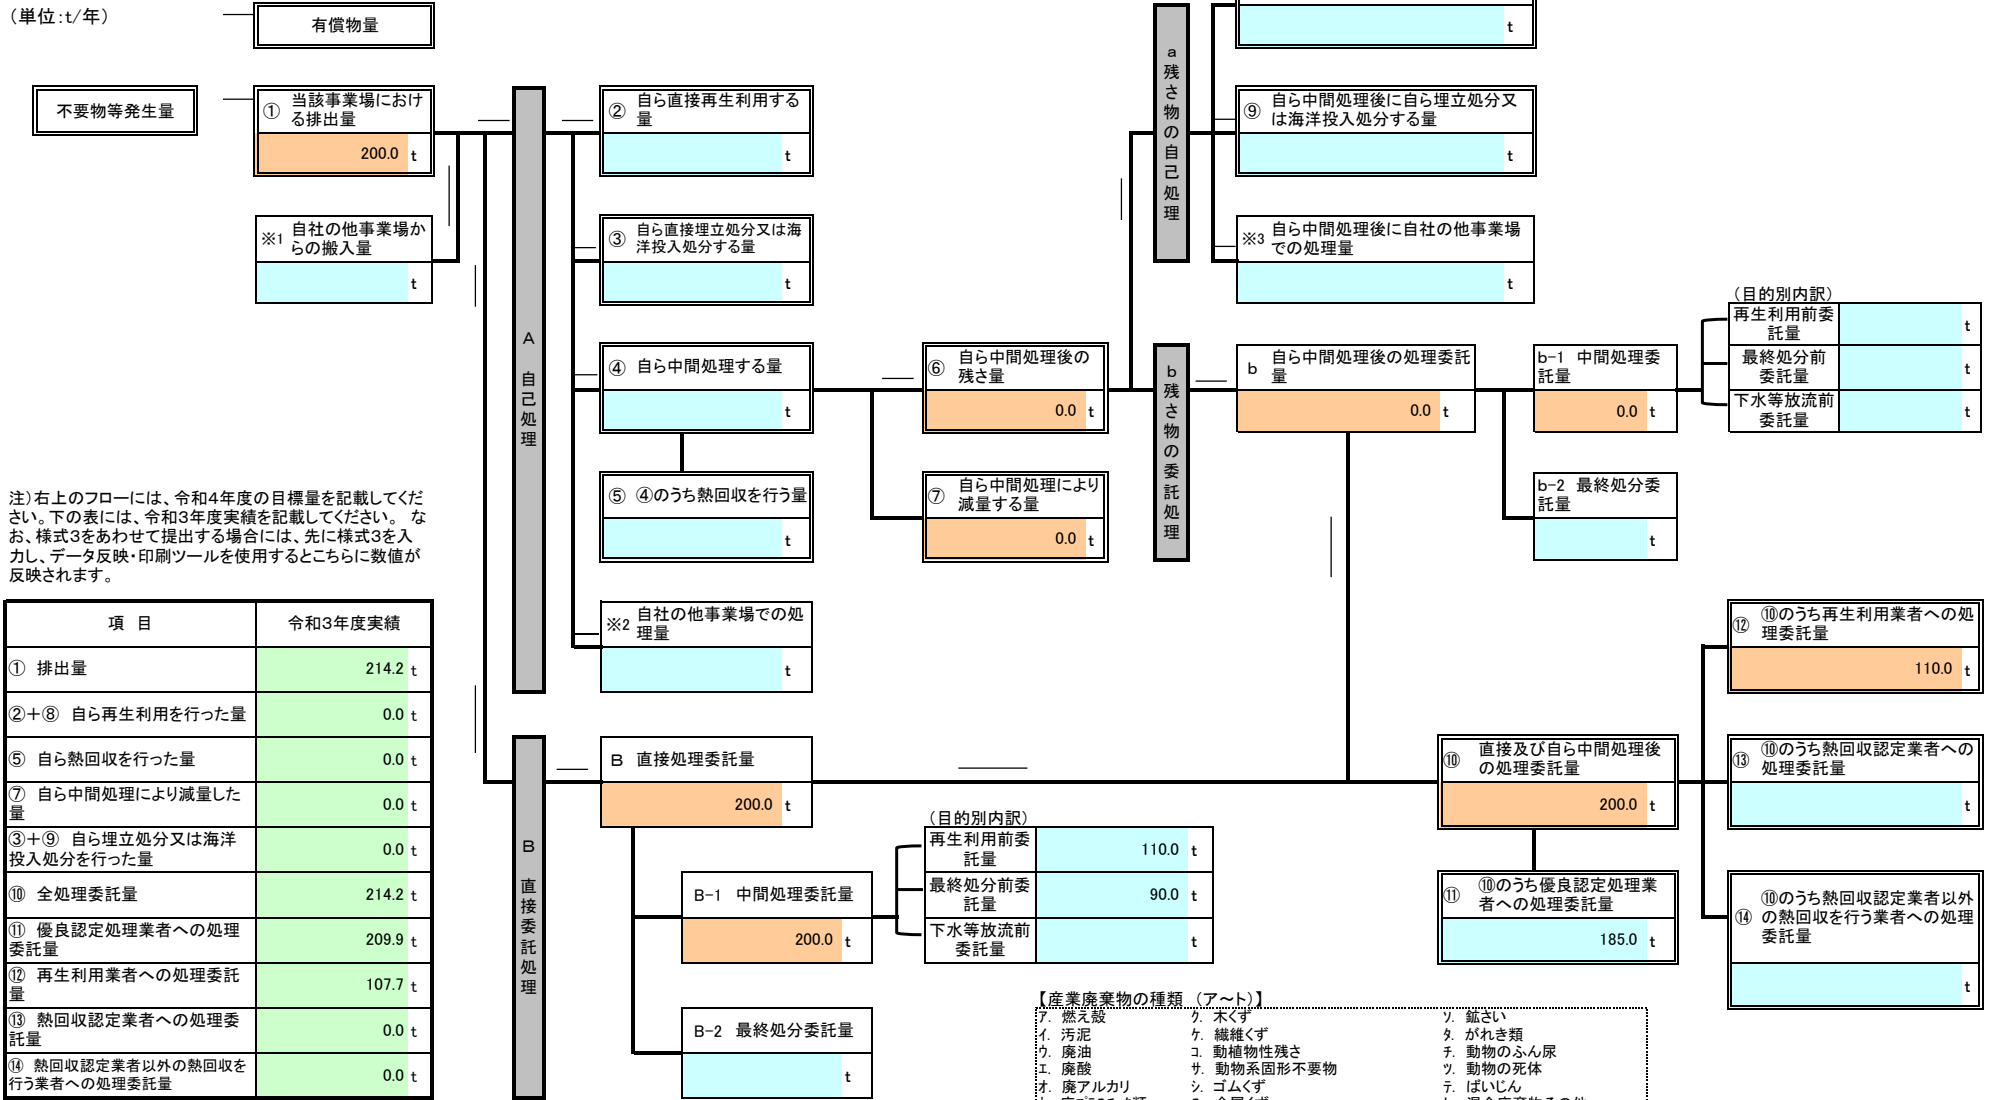 (単位:t/年)
有償物量
t
不要物等発生量
① 当該事業場におけ
る排出量
200.0 t
※1 自社の他事業場か
らの搬入量
t
A 自己処理
② 自ら直接再生利用する
量
t
③ 自ら直接埋立処分又は海
洋投入処分する量
t
④ 自ら中間処理する量
t
⑤ ④のうち熱回収を行う量
t
※2 自社の他事業場での処
理量
t
⑥ 自ら中間処理後の
残さ量
0.0 t
⑦ 自ら中間処理により
減量する量
0.0 t
a 残さ物の自己処理
⑨ 自ら中間処理後に自ら埋立処分又
は海洋投入処分する量
t
※3 自ら中間処理後に自社の他事業場
での処理量
t
b 残さ物の委託処理
b 自ら中間処理後の処理委託
量
0.0 t
b-1 中間処理委
託量
0.0 t
b-2 最終処分委
託量
t
(目的別内訳)
再生利用前委
託量 t
最終処分前
委託量 t
下水等放流前
委託量 t
注)右上のフローには、令和4年度の目標量を記載してくだ
さい。下の表には、令和3年度実績を記載してください。 な
お、様式3をあわせて提出する場合には、先に様式3を入
力し、データ反映・印刷ツールを使用するとこちらに数値が
反映されます。
項 目 令和3年度実績
① 排出量 214.2 t
②+⑧ 自ら再生利用を行った量 0.0 t
⑤ 自ら熱回収を行った量 0.0 t
⑦ 自ら中間処理により減量した
量 0.0 t
③+⑨ 自ら埋立処分又は海洋
投入処分を行った量 0.0 t
⑩ 全処理委託量 214.2 t
⑪ 優良認定処理業者への処理
委託量 209.9 t
⑫ 再生利用業者への処理委託
量 107.7 t
⑬ 熱回収認定業者への処理委
託量 0.0 t
⑭ 熱回収認定業者以外の熱回収を
行う業者への処理委託量 0.0 t
B 直接委託処理
B 直接処理委託量
200.0 t
B-1 中間処理委託量
200.0 t
B-2 最終処分委託量
t
(目的別内訳)
再生利用前委
託量 110.0 t
最終処分前委
託量 90.0 t
下水等放流前
委託量 t
⑩ 直接及び自ら中間処理後
の処理委託量
200.0 t
⑪ ⑩のうち優良認定処理業
者への処理委託量
185.0 t
⑫ ⑩のうち再生利用業者への処
理委託量
110.0 t
⑬ ⑩のうち熱回収認定業者への
処理委託量
t
⑭ ⑩のうち熱回収認定業者以外
の熱回収を行う業者への処理
委託量
t
【産業廃棄物の種類 (ア～ト)】
ア. 燃え殻 ク. 木くず ソ. 鉱さい
イ. 汚泥 ケ. 繊維くず タ. がれき類
ウ. 廃油 コ. 動植物性残さ チ. 動物のふん尿
エ. 廃酸 サ. 動物系固形不要物 ツ. 動物の死体
オ. 廃アルカリ シ. ゴムくず テ. ばいじん